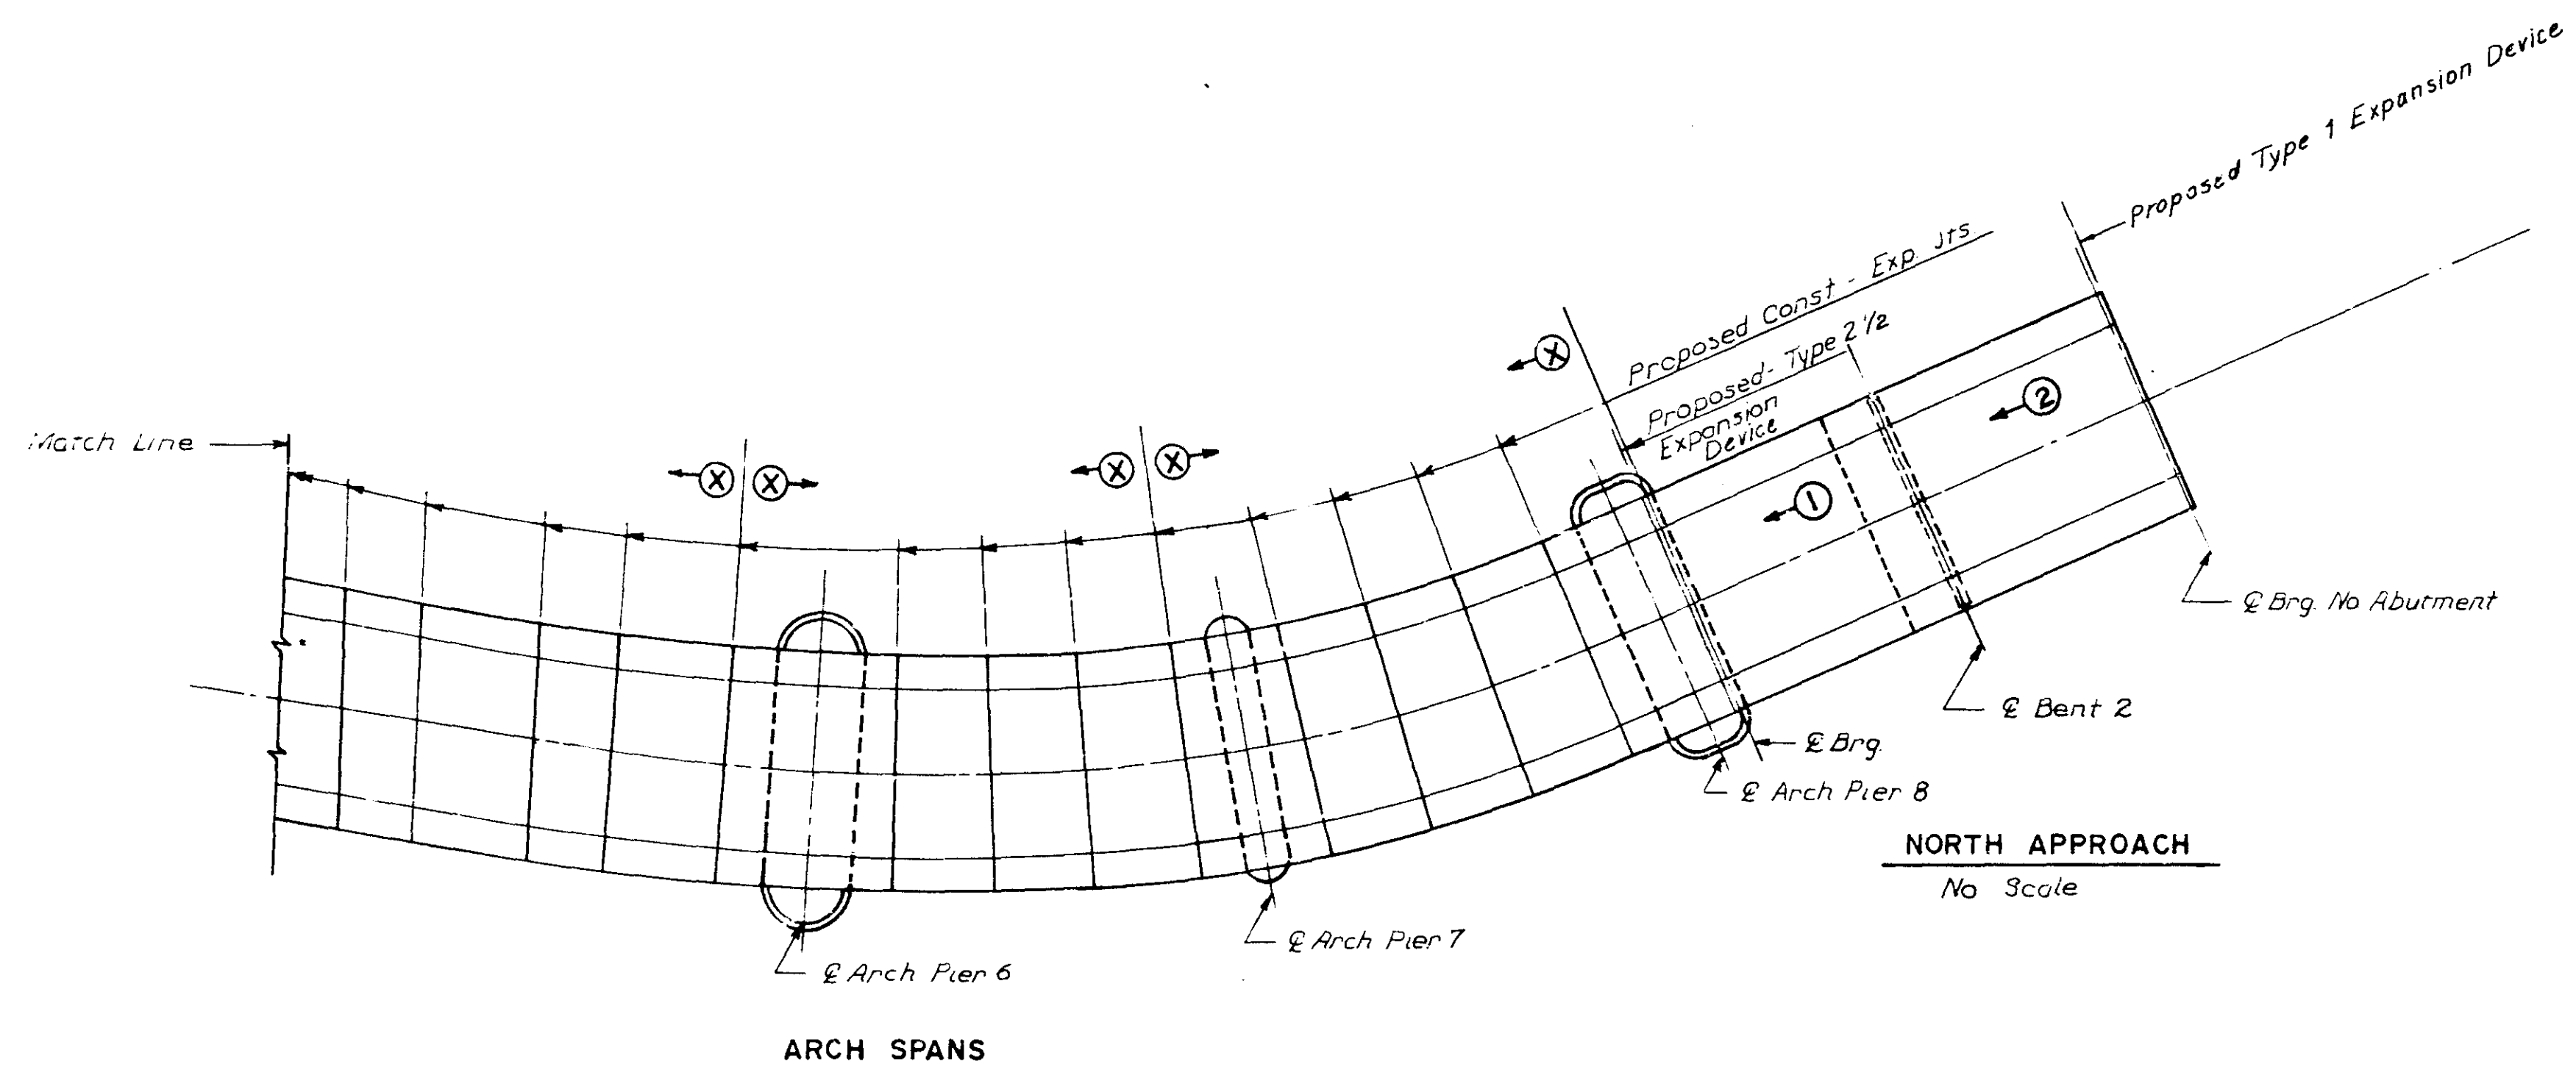 Proposed Type 1 Expansion Device
Proposed Const - Exp. Jts.
Proposed- Type 2 1/2
Expansion
Device
X
2
1
Match Line
X X
X X
℄ Brg. No Abutment
℄ Bent 2
℄ Brg.
℄ Arch Pier 8
NORTH APPROACH
No Scale
℄ Arch Pier 7
℄ Arch Pier 6
ARCH SPANS